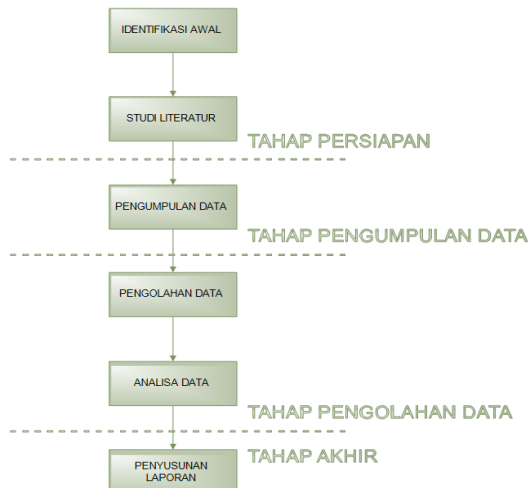 IDENTIFIKASI AWAL
STUDI LITERATUR
TAHAP PERSIAPAN
PENGUMPULAN DATA
TAHAP PENGUMPULAN DATA
PENGOLAHAN DATA
ANALISA DATA
TAHAP PENGOLAHAN DATA
TAHAP AKHIR
PENYUSUNAN
LAPORAN